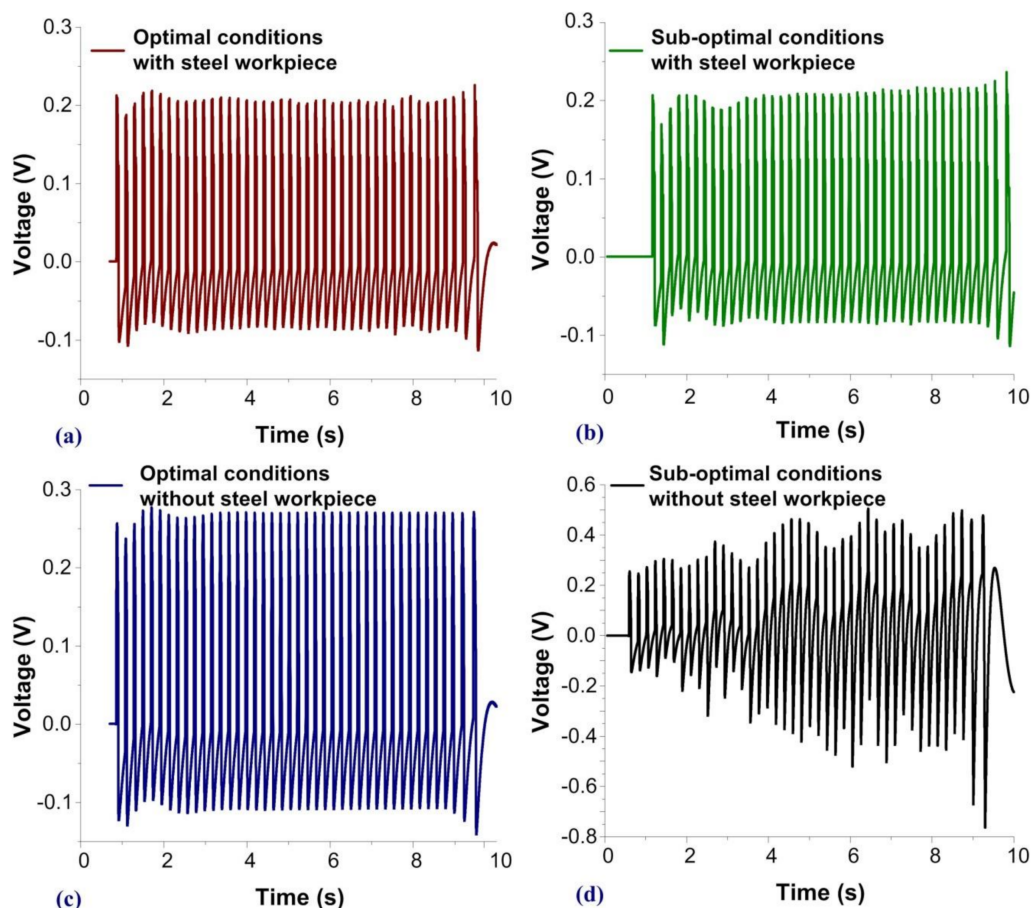 Optimal conditions
with steel workpiece
0.3
0.2
0.1
0.0
-0.1
Voltage (V)
0 2 4 6 8 10
Time (s)
(a)
Sub-optimal conditions
with steel workpiece
0.3
0.2
0.1
0.0
-0.1
Voltage (V)
0 2 4 6 8 10
Time (s)
(b)
Optimal conditions
without steel workpiece
0.3
0.2
0.1
0.0
-0.1
Voltage (V)
0 2 4 6 8 10
Time (s)
(c)
Sub-optimal conditions
without steel workpiece
0.6
0.4
0.2
0.0
-0.2
-0.4
-0.6
-0.8
Voltage (V)
0 2 4 6 8 10
Time (s)
(d)